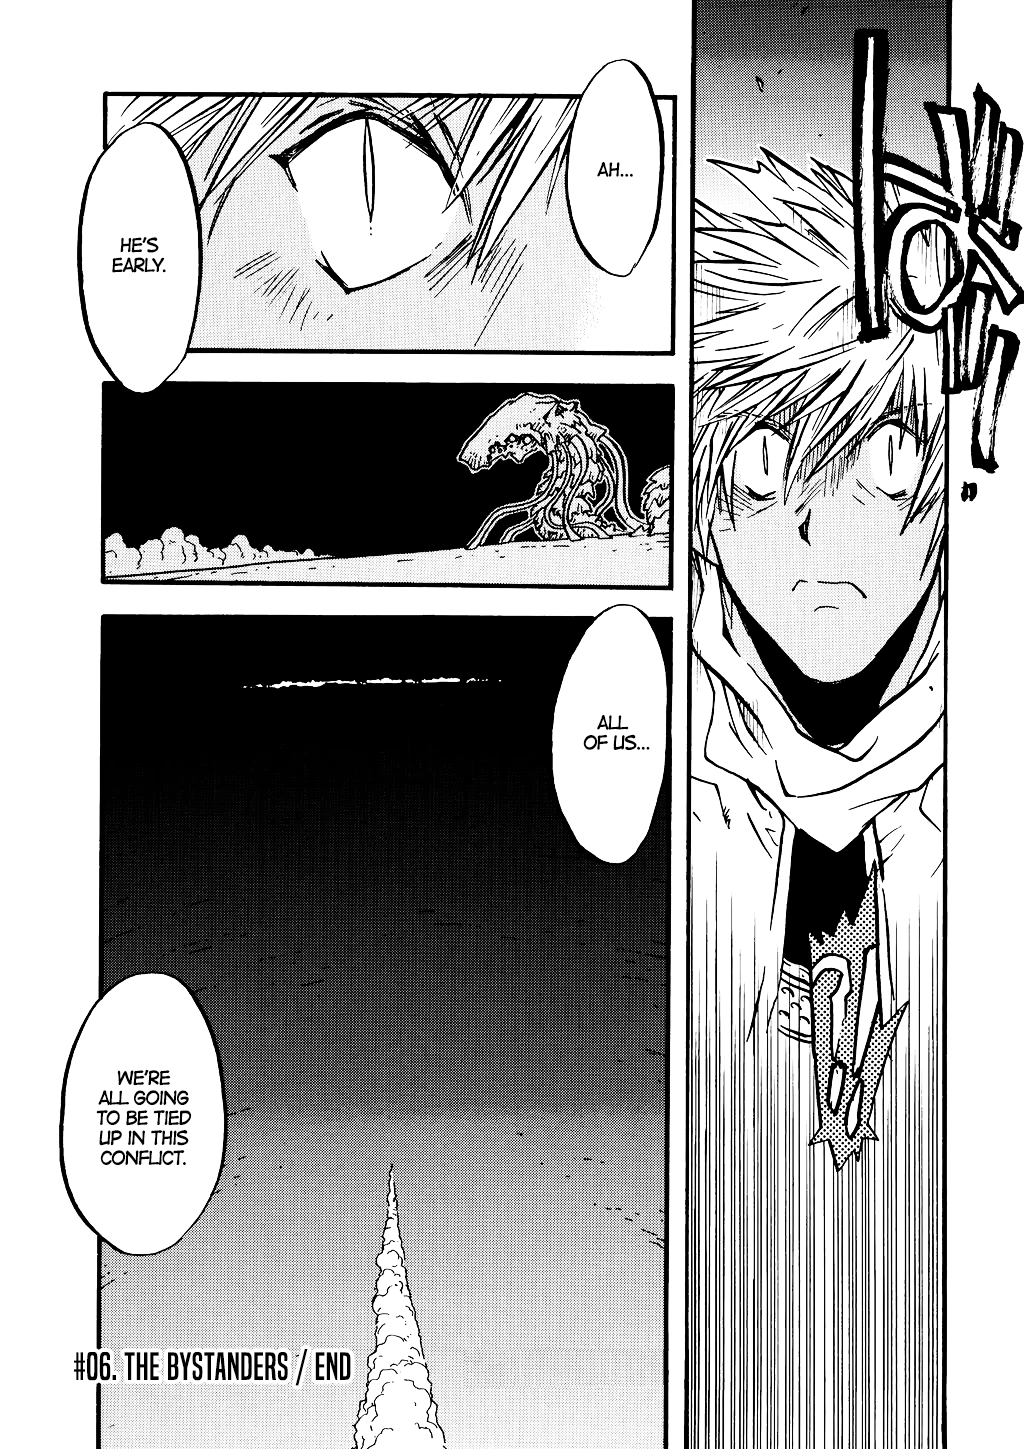 AH...
HE'S
EARLY.
ALL
OF US...
WE'RE
ALL GOING
TO BE TIED
UP IN THIS
CONFLICT.
#06. THE BYSTANDERS / END